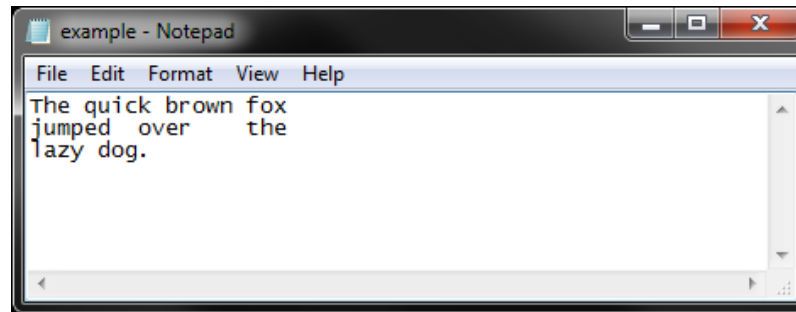 example - Notepad
File Edit Format View Help
The quick brown fox
jumped  over    the
lazy dog.